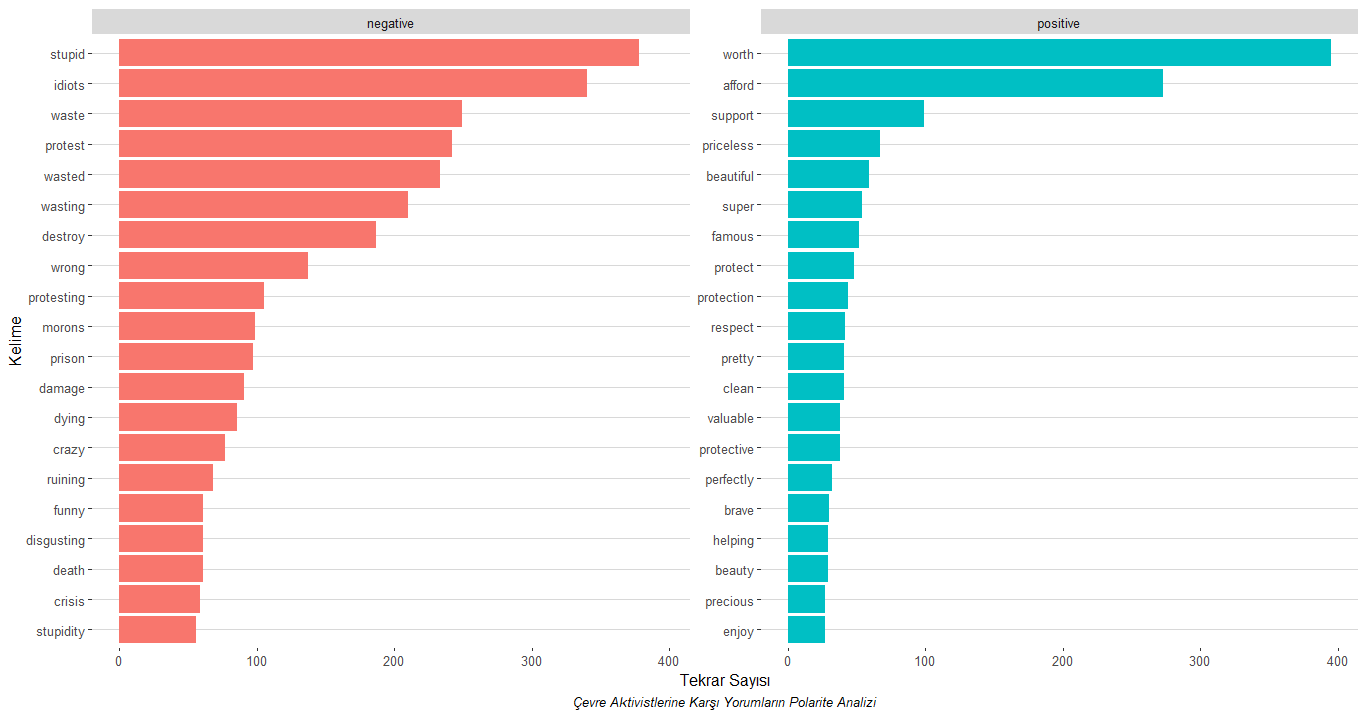 negative
positive
Kelime
stupid
idiots
waste
protest
wasted
wasting
destroy
wrong
protesting
morons
prison
damage
dying
crazy
ruining
funny
disgusting
death
crisis
stupidity
0 100 200 300 400
worth
afford
support
priceless
beautiful
super
famous
protect
protection
respect
pretty
clean
valuable
protective
perfectly
brave
helping
beauty
precious
enjoy
0 100 200 300 400
Tekrar Sayısı
Çevre Aktivistlerine Karşı Yorumların Polarite Analizi